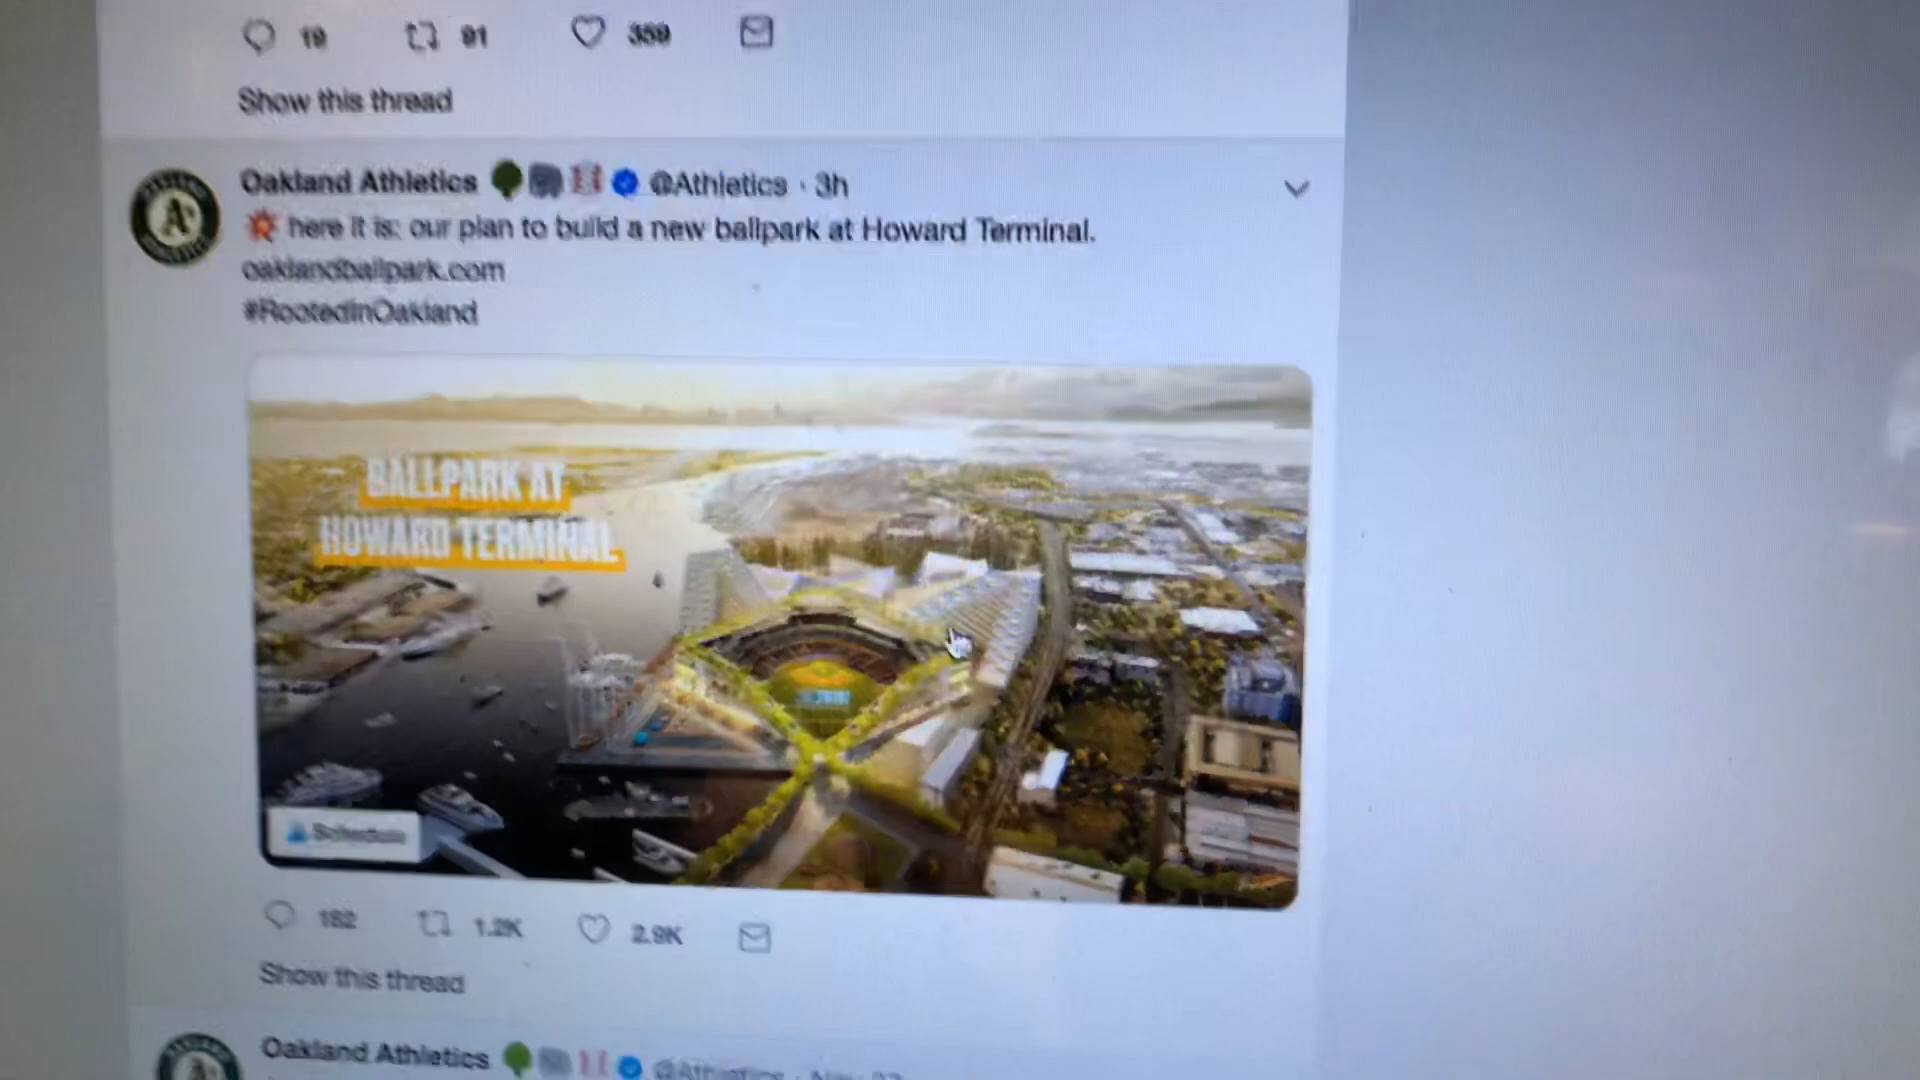 19 91 359
Show this thread
Oakland Athletics @Athletics · 3h
here it is: our plan to build a new ballpark at Howard Terminal.
oaklandballpark.com
#RootedInOakland
BALLPARK AT
HOWARD TERMINAL
182 1.2K 2.9K
Show this thread
Oakland Athletics @Athletics · Nov